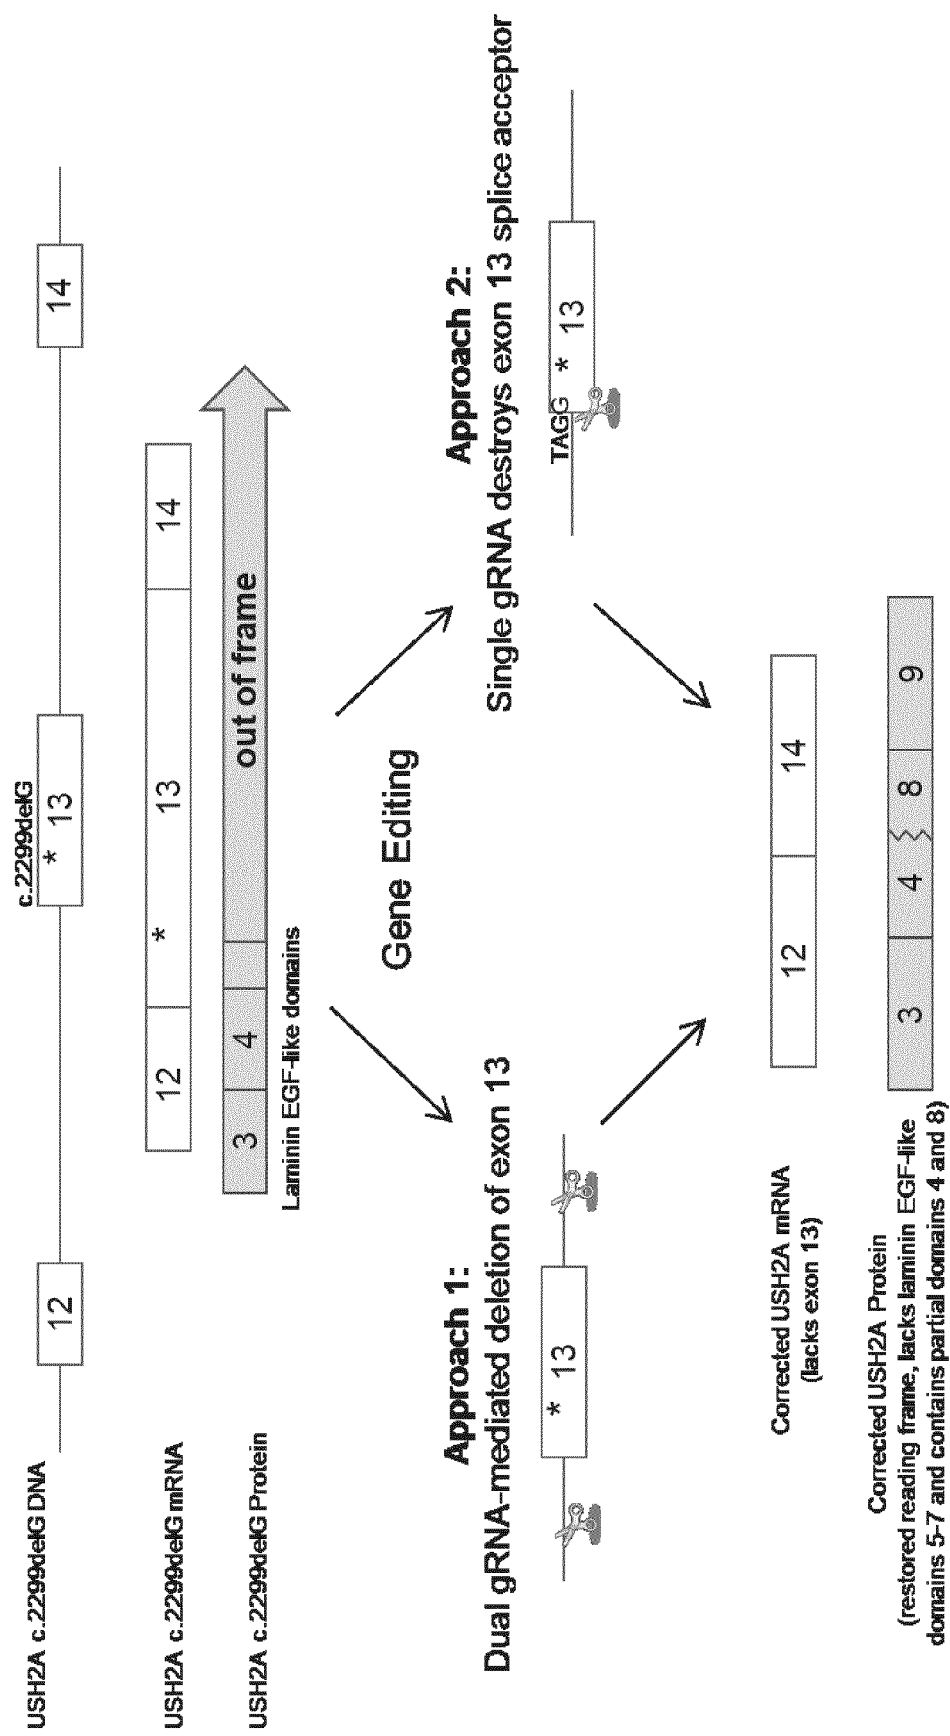 USH2A c.2299delG DNA
12
c.2299delG
* 13
14
USH2A c.2299delG mRNA
12
*
13
14
USH2A c.2299delG Protein
3
4
out of frame
Laminin EGF-like domains
Gene Editing
Approach 1:
Dual gRNA-mediated deletion of exon 13
* 13
Approach 2:
Single gRNA destroys exon 13 splice acceptor
TAGG
* 13
Corrected USH2A mRNA
(lacks exon 13)
12
14
Corrected USH2A Protein
(restored reading frame, lacks laminin EGF-like
domains 5-7 and contains partial domains 4 and 8)
3
4
8
9